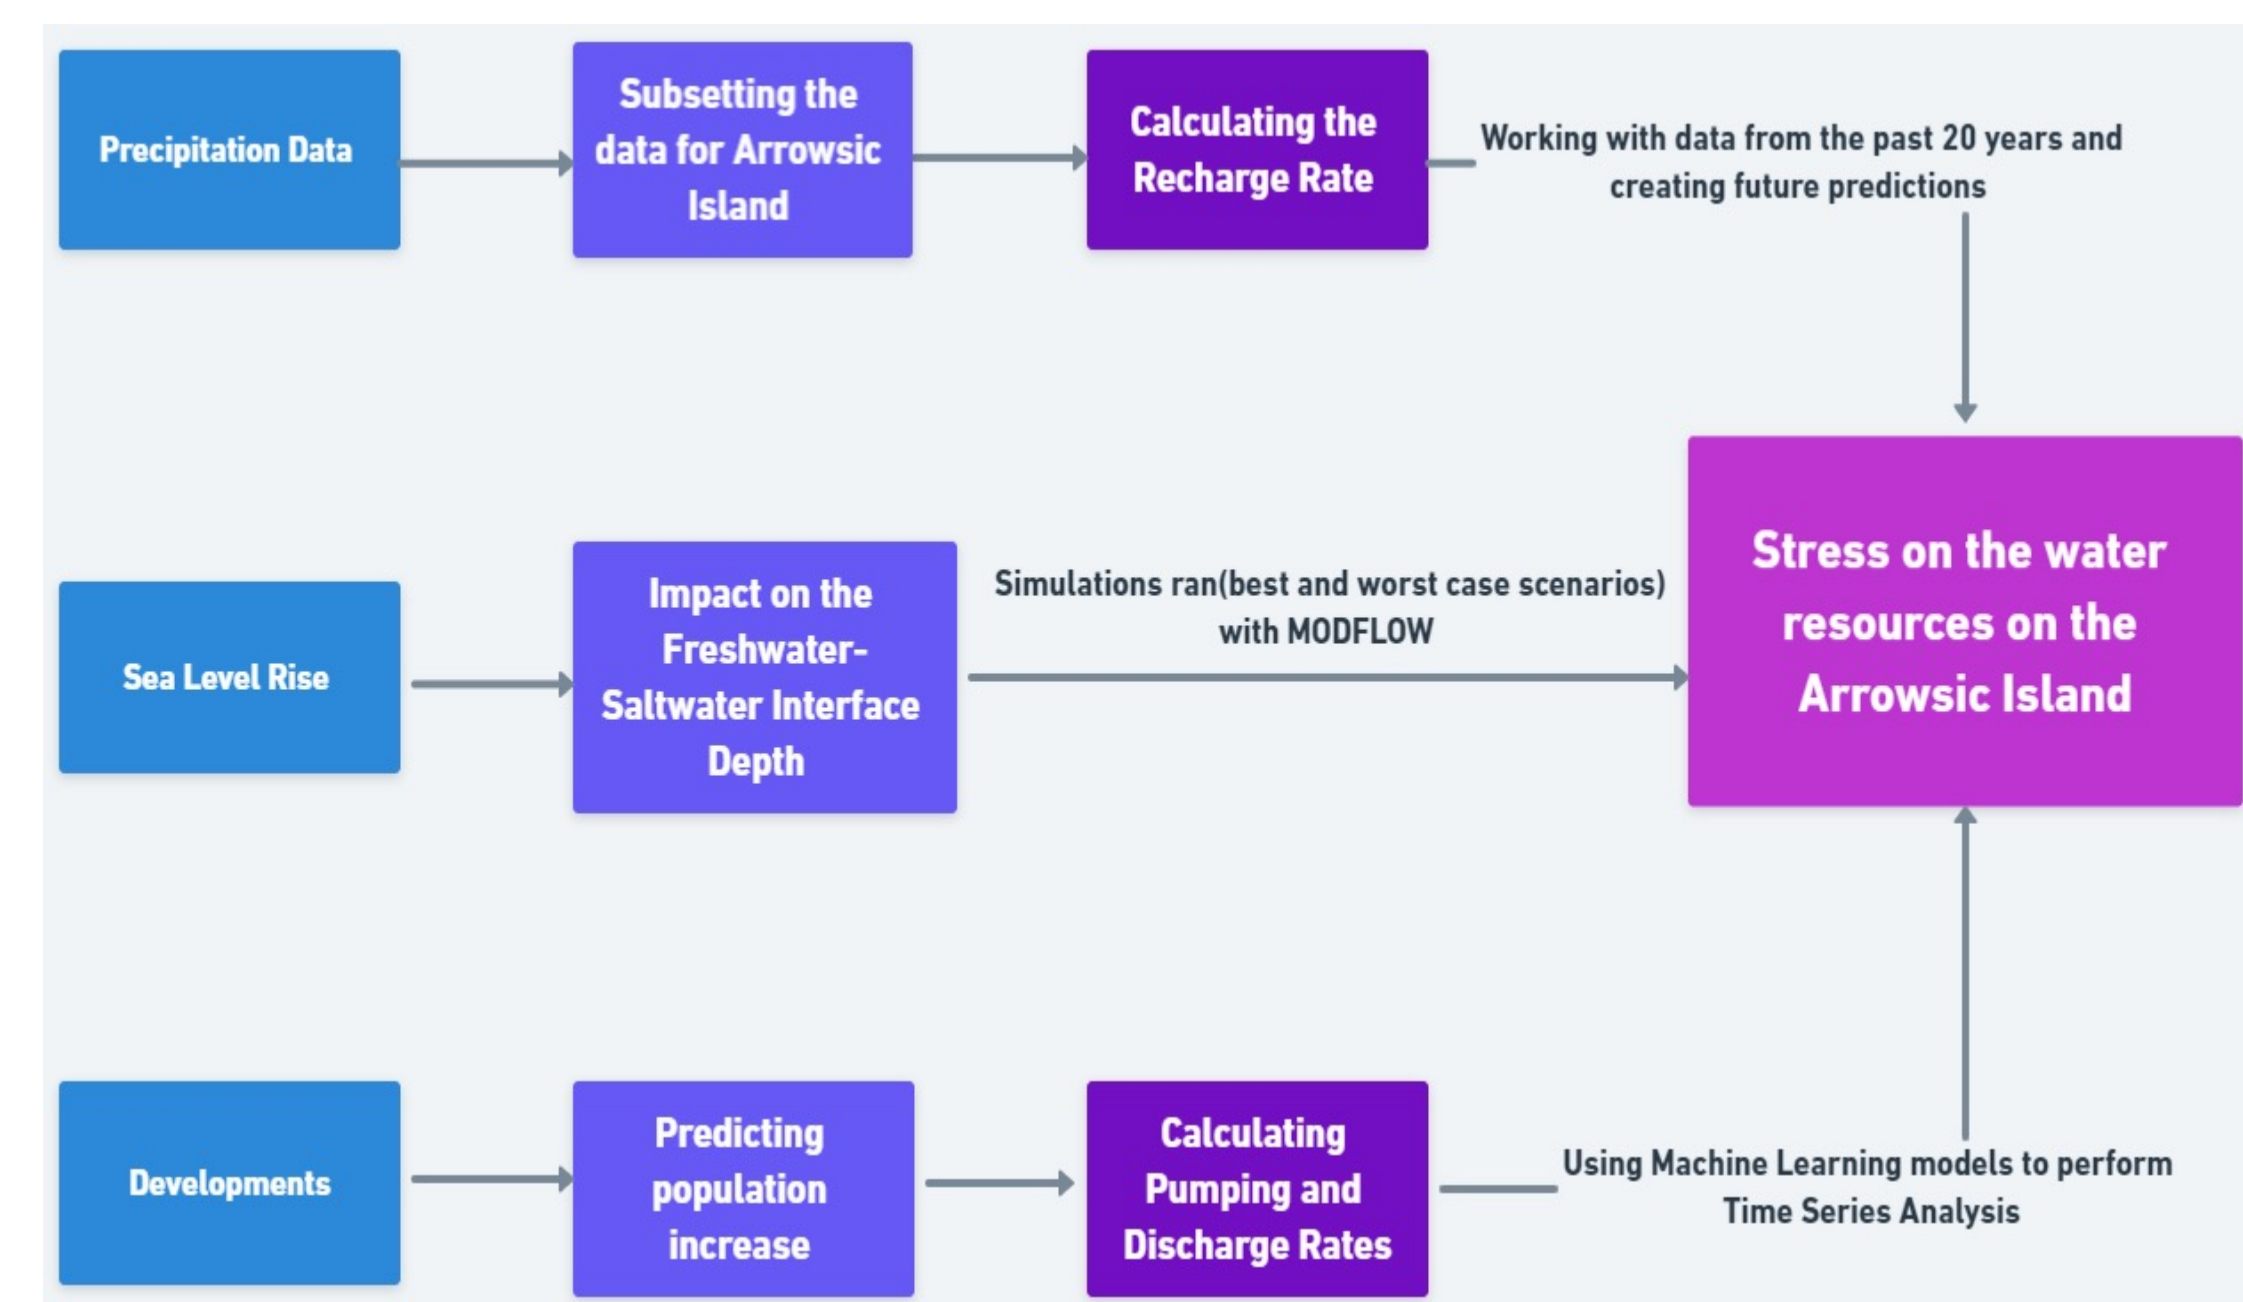 Precipitation Data
Subsetting the
data for Arrowsic
Island
Calculating the
Recharge Rate
Working with data from the past 20 years and
creating future predictions
Sea Level Rise
Impact on the
Freshwater-
Saltwater Interface
Depth
Simulations ran(best and worst case scenarios)
with MODFLOW
Stress on the water
resources on the
Arrowsic Island
Developments
Predicting
population
increase
Calculating
Pumping and
Discharge Rates
Using Machine Learning models to perform
Time Series Analysis